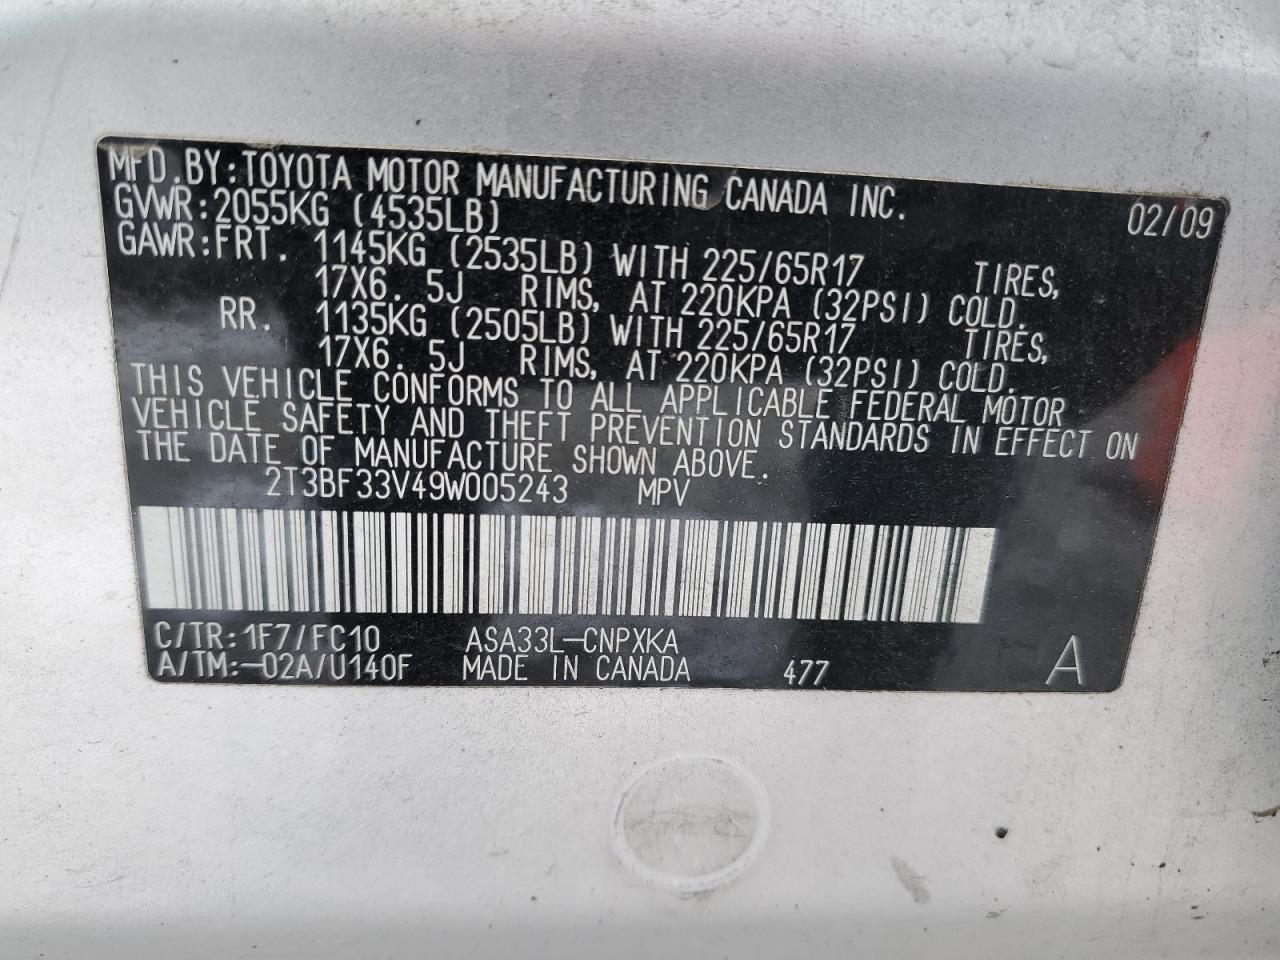 MFD.BY:TOYOTA MOTOR MANUFACTURING CANADA INC. 02/09
GVWR:2055KG (4535LB)
GAWR:FRT. 1145KG (2535LB) WITH 225/65R17 TIRES,
17X6. 5J RIMS, AT 220KPA (32PSI) COLD.
RR. 1135KG (2505LB) WITH 225/65R17 TIRES,
17X6. 5J RIMS, AT 220KPA (32PSI) COLD.
THIS VEHICLE CONFORMS TO ALL APPLICABLE FEDERAL MOTOR
VEHICLE SAFETY AND THEFT PREVENTION STANDARDS IN EFFECT ON
THE DATE OF MANUFACTURE SHOWN ABOVE.
2T3BF33V49W005243 MPV
C/TR:1F7/FC10 ASA33L-CNPXKA
A/TM:-02A/U140F MADE IN CANADA 477 A